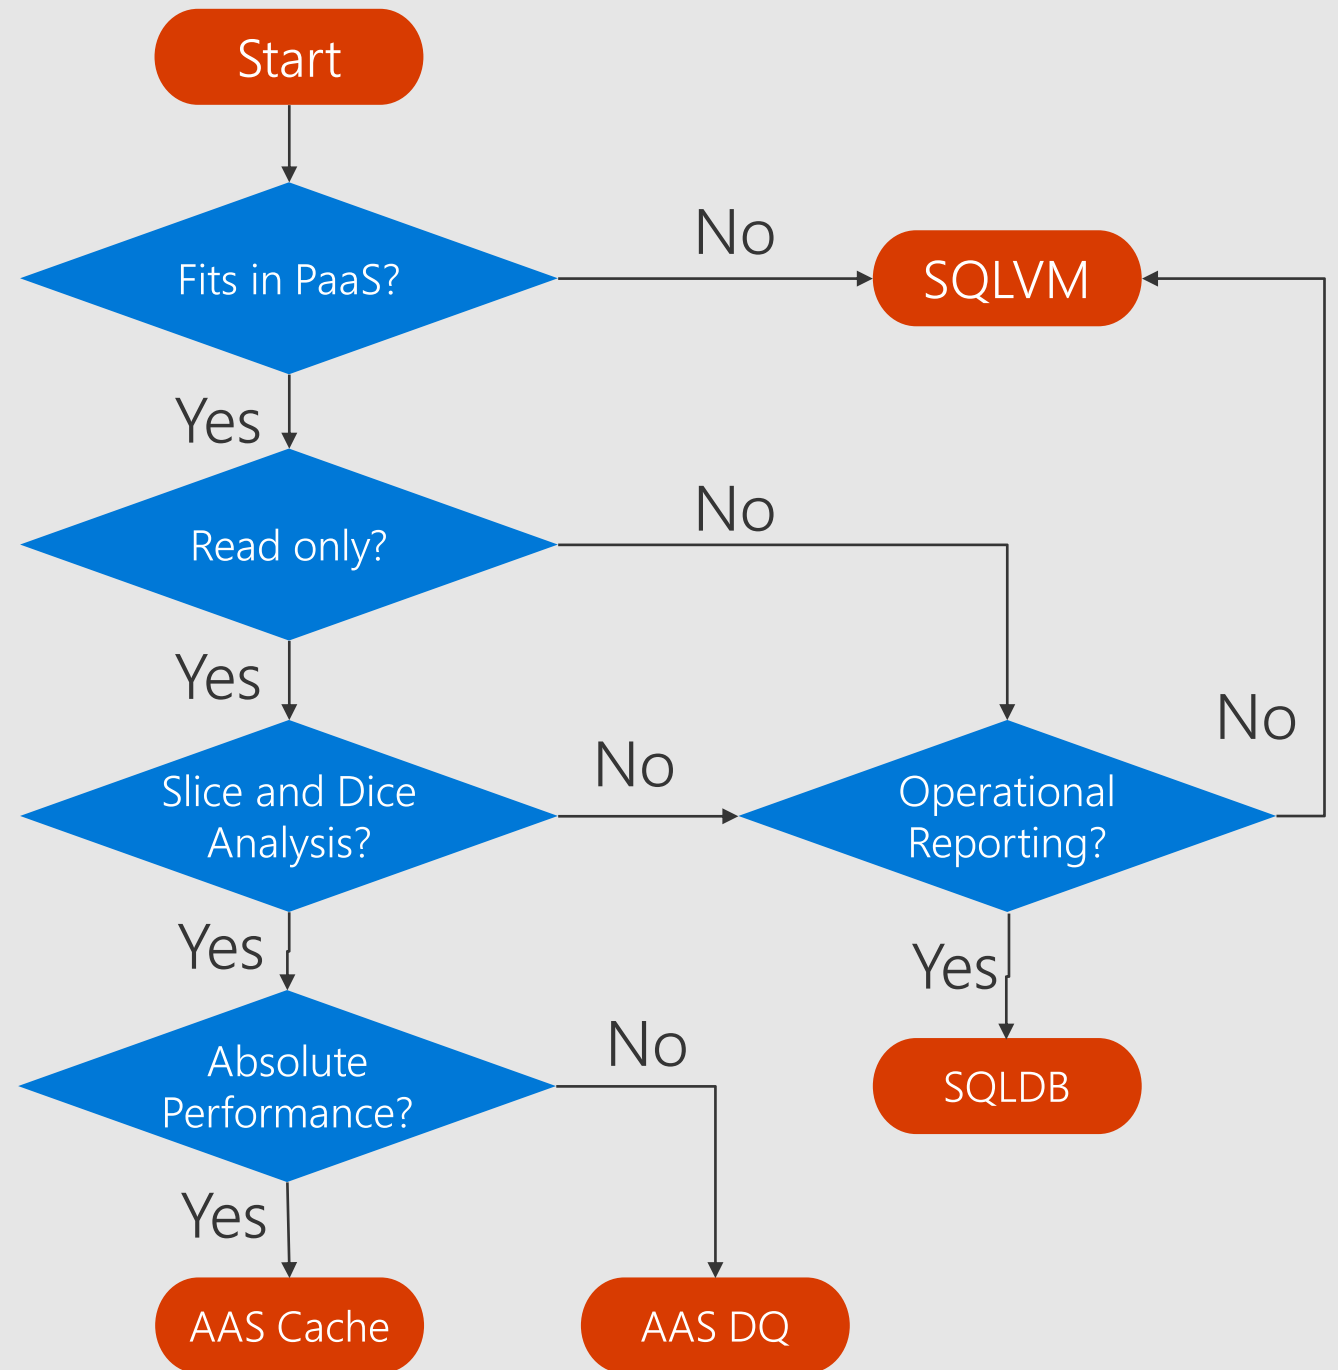 Start
Fits in PaaS?
No
SQLVM
Yes
Read only?
No
Yes
Slice and Dice
Analysis?
No
Operational
Reporting?
No
Yes
Yes
Absolute
Performance?
No
SQLDB
Yes
AAS Cache
AAS DQ